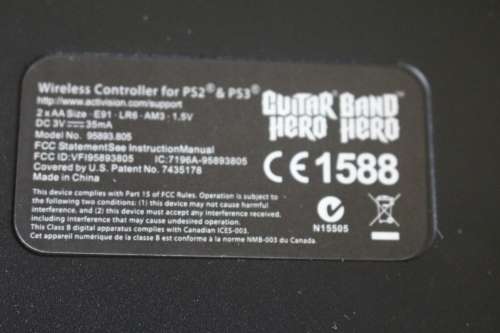 Wireless Controller for PS2® & PS3®
http://www.activision.com/support
2 x AA Size · E91 · LR6 · AM3 · 1.5V
DC 3V ⎓ 35mA
Model No. 95893.805
FCC StatementSee InstructionManual
FCC ID:VFI95893805 IC:7196A-95893805
Covered by U.S. Patent No. 7435178
Made in China
GUITAR HERO
BAND HERO
CE 1588
This device complies with Part 15 of FCC Rules. Operation is subject to
the following two conditions: (1) this device may not cause harmful
interference, and (2) this device must accept any interference received,
including interference that may cause undesired operation.
This Class B digital apparatus complies with Canadian ICES-003.
Cet appareil numérique de la classe B est conforme à la norme NMB-003 du Canada.
N15505